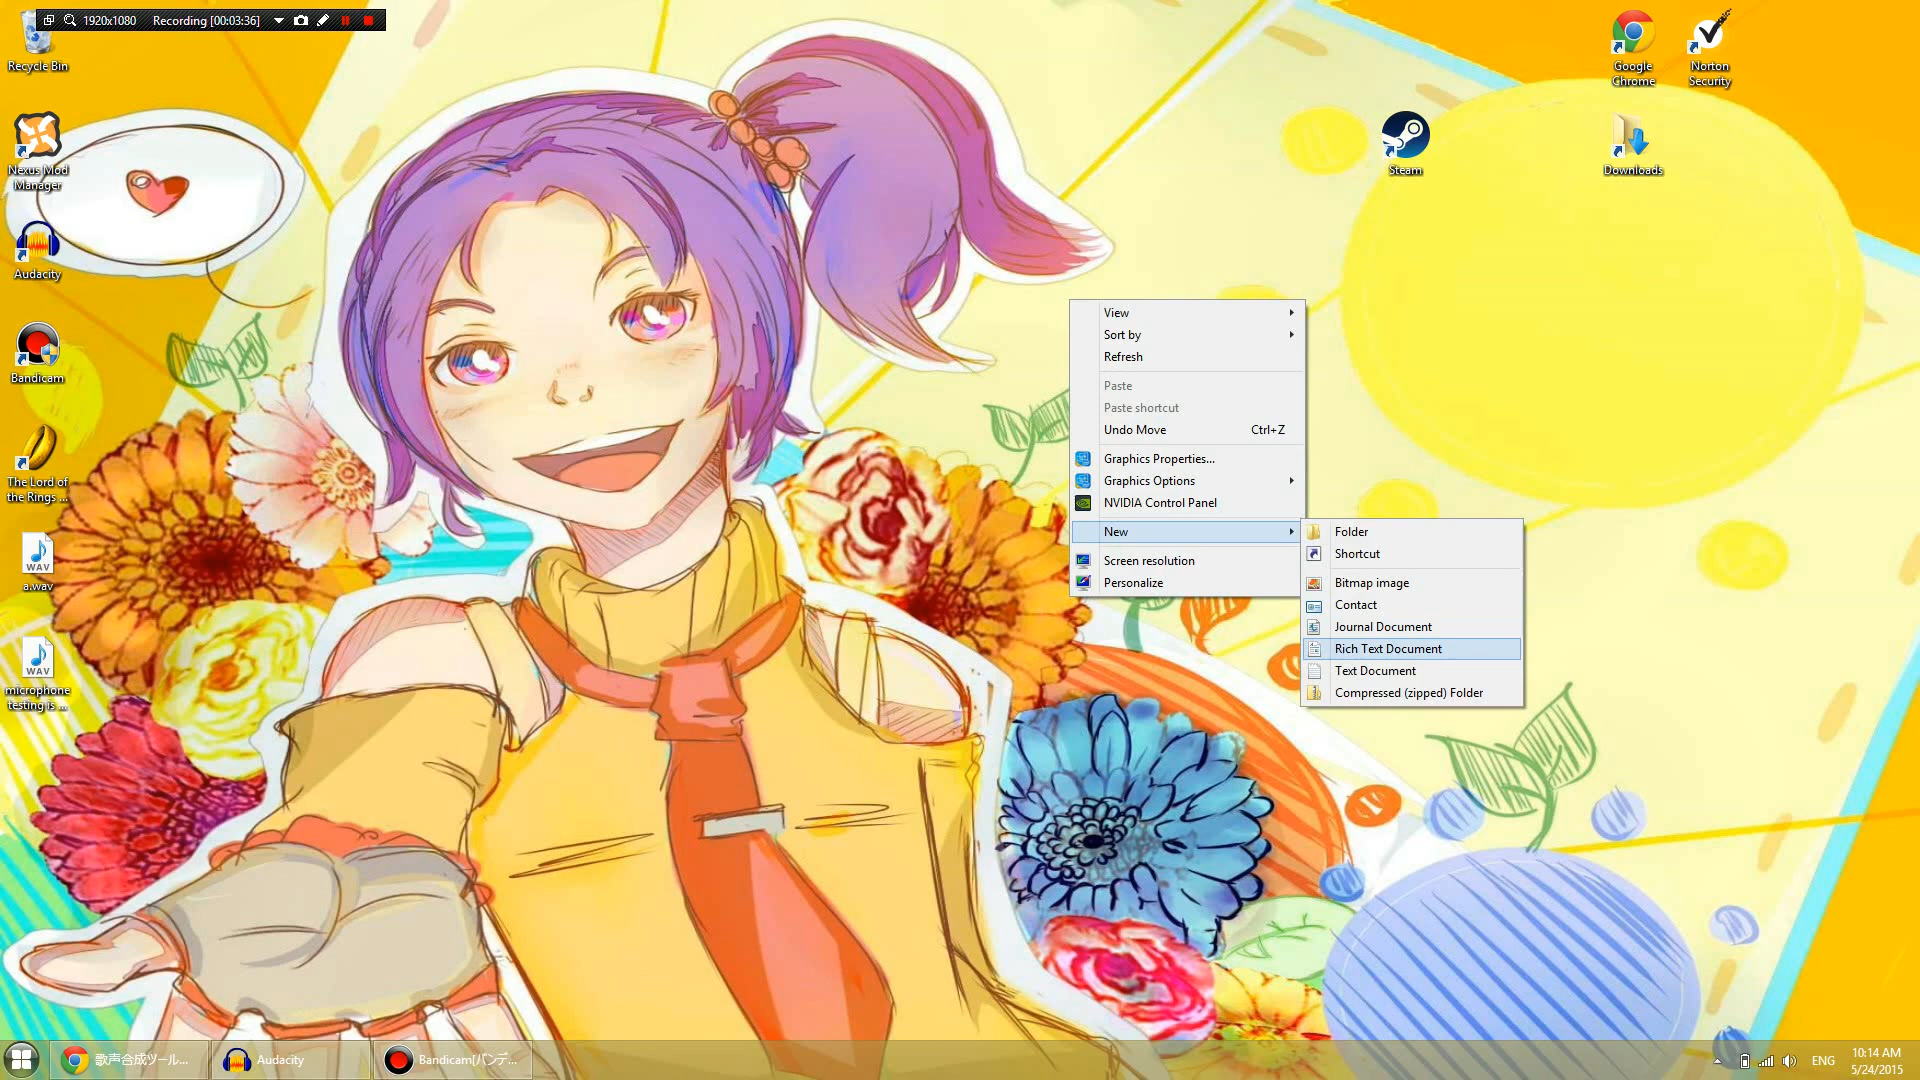 1920x1080 Recording [00:03:36]
Recycle Bin
Nexus Mod
Manager
Audacity
Bandicam
The Lord of
the Rings ...
WAV
a.wav
WAV
microphone
testing is ...
Google
Chrome
Norton
Security
Steam
Downloads
View
Sort by
Refresh
Paste
Paste shortcut
Undo Move Ctrl+Z
Graphics Properties...
Graphics Options
NVIDIA Control Panel
New
Screen resolution
Personalize
Folder
Shortcut
Bitmap image
Contact
Journal Document
Rich Text Document
Text Document
Compressed (zipped) Folder
歌声合成ツール...
Audacity
Bandicam[バンデ...
ENG
10:14 AM
5/24/2015